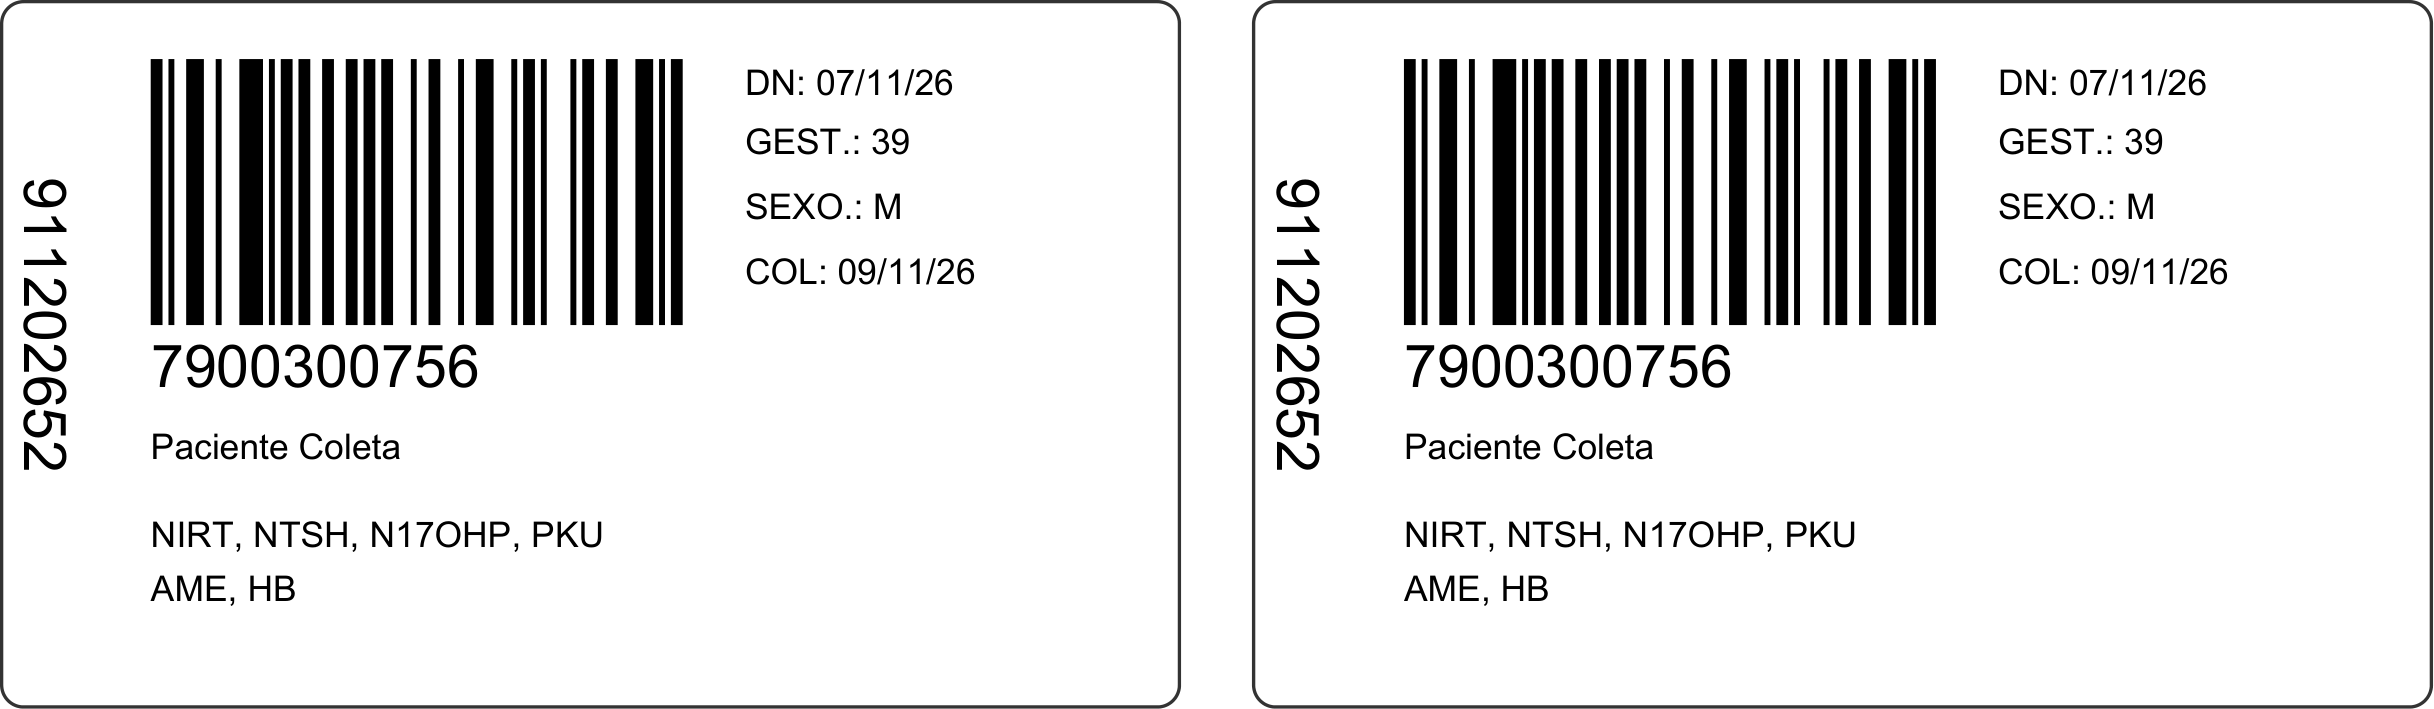 911202652
DN: 07/11/26
GEST.: 39
SEXO.: M
COL: 09/11/26
7900300756
Paciente Coleta
NIRT, NTSH, N17OHP, PKU
AME, HB
911202652
DN: 07/11/26
GEST.: 39
SEXO.: M
COL: 09/11/26
7900300756
Paciente Coleta
NIRT, NTSH, N17OHP, PKU
AME, HB